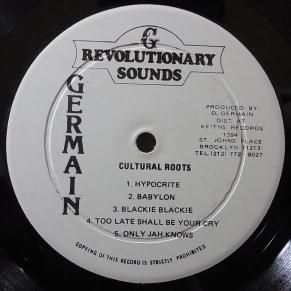 G
REVOLUTIONARY
SOUNDS
GERMAIN
PRODUCED BY:
D. GERMAIN
DIST. AT
KEITHS RECORDS
1394
ST. JOHNS PLACE
BROOKLYN 11213
TEL.(212) 772-9027
CULTURAL ROOTS
1. HYPOCRITE
2. BABYLON
3. BLACKIE BLACKIE
4. TOO LATE SHALL BE YOUR CRY
5. ONLY JAH KNOWS
COPYING OF THIS RECORD IS STRICTLY PROHIBITED